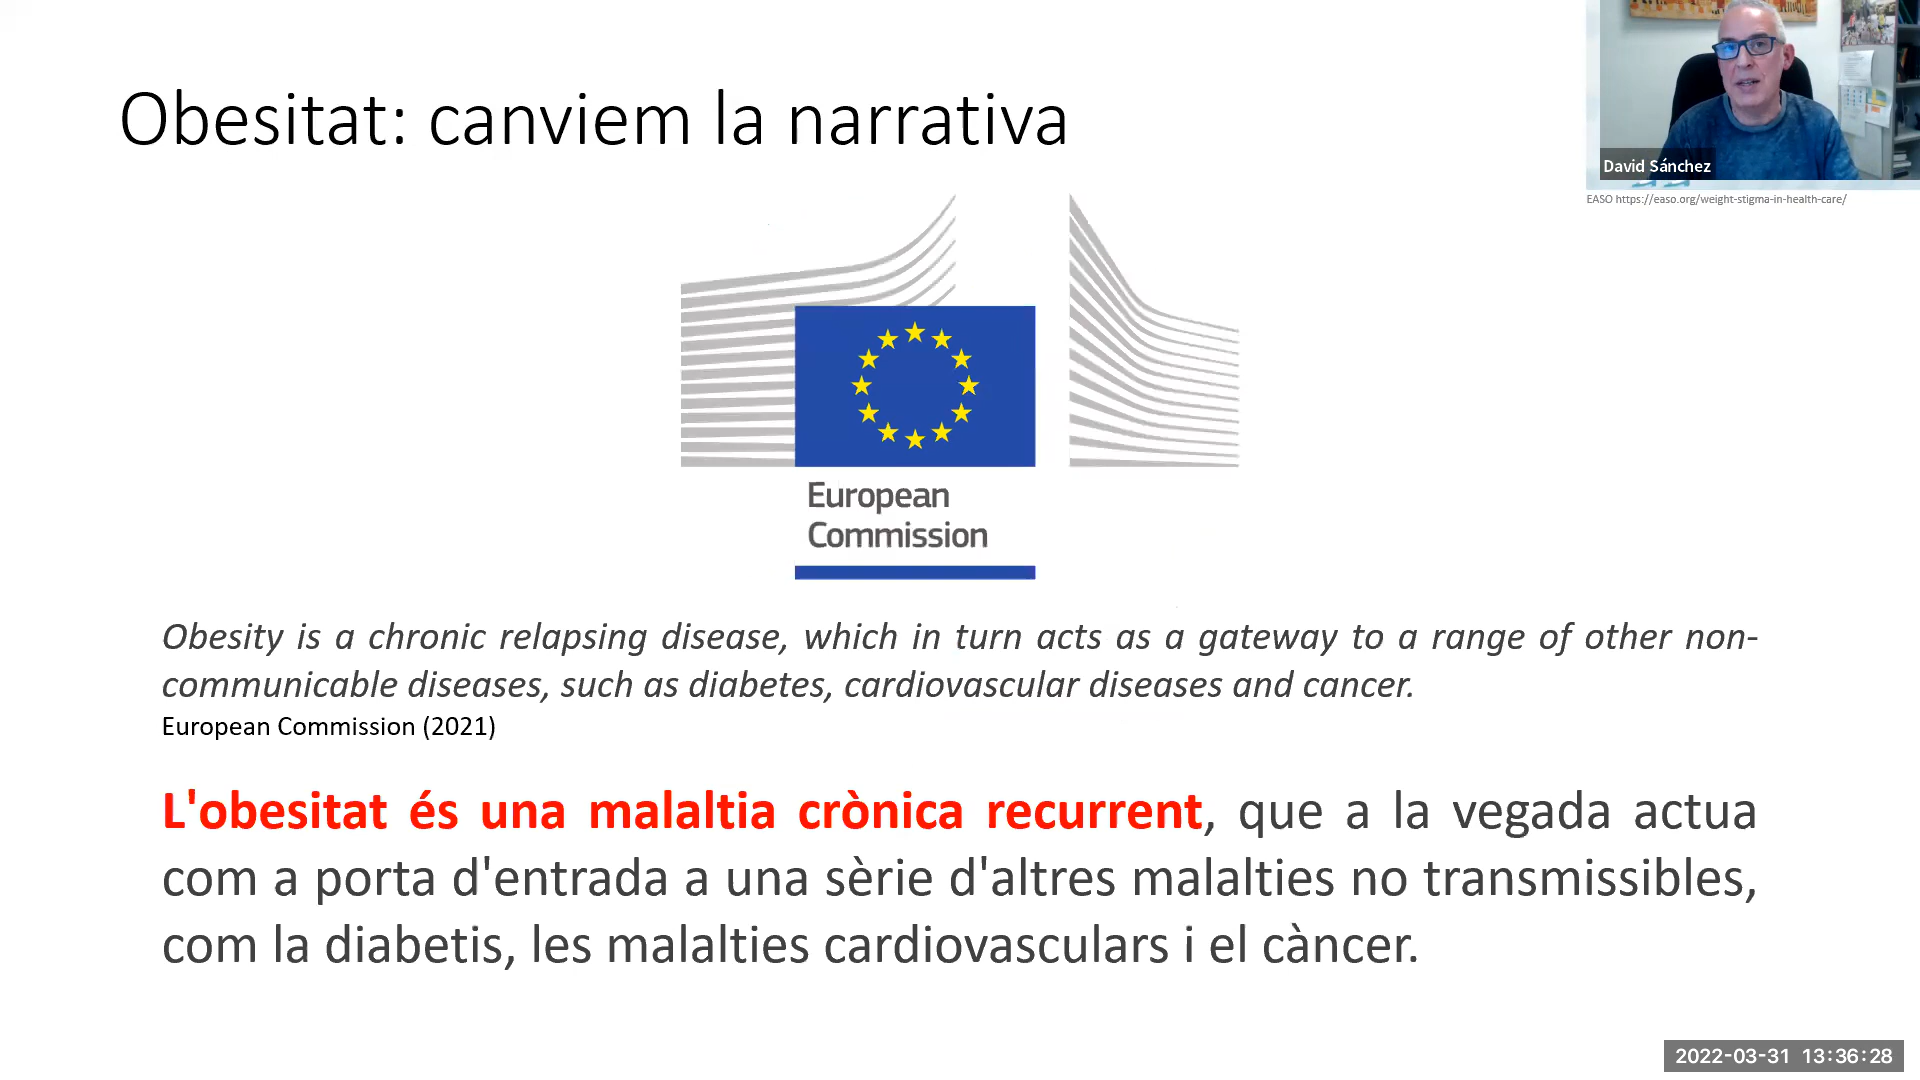 Obesitat: canviem la narrativa
David Sánchez
EASO https://easo.org/weight-stigma-in-health-care/
European
Commission
Obesity is a chronic relapsing disease, which in turn acts as a gateway to a range of other non-
communicable diseases, such as diabetes, cardiovascular diseases and cancer.
European Commission (2021)
L'obesitat és una malaltia crònica recurrent, que a la vegada actua
com a porta d'entrada a una sèrie d'altres malalties no transmissibles,
com la diabetis, les malalties cardiovasculars i el càncer.
2022-03-31 13:36:28